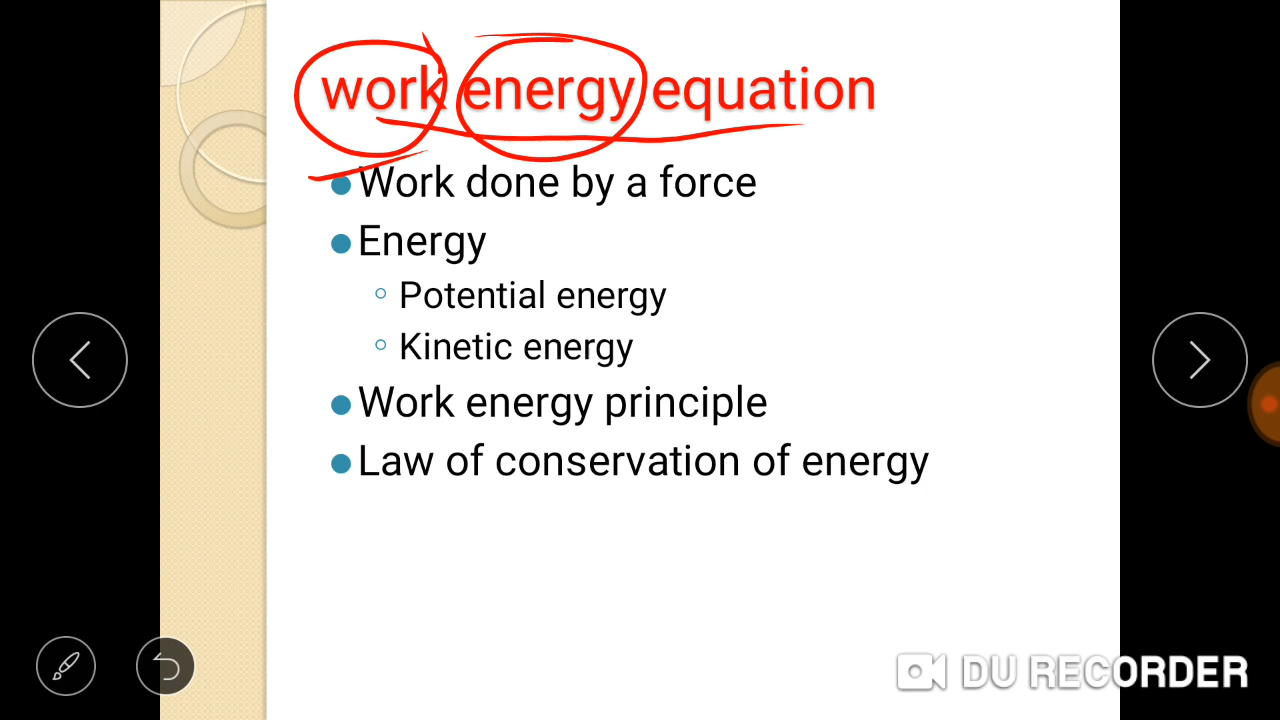 work energy equation
Work done by a force
Energy
Potential energy
Kinetic energy
Work energy principle
Law of conservation of energy
DU RECORDER